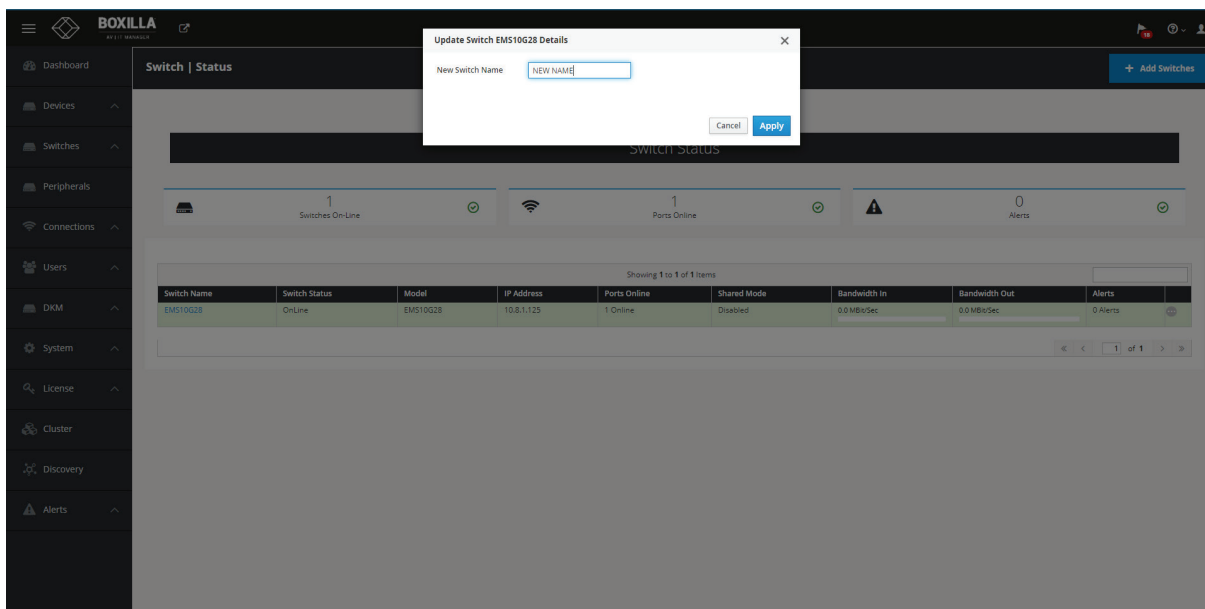 BOXILLA
AV I.T MANAGER
18
Update Switch EMS10G28 Details
New Switch Name NEW NAME
Cancel Apply
Dashboard
Devices
Switches
Peripherals
Connections
Users
DKM
System
License
Cluster
Discovery
Alerts
Switch | Status
+ Add Switches
Switch Status
1
Switches On-Line
1
Ports Online
0
Alerts
Showing 1 to 1 of 1 Items
Switch Name Switch Status Model IP Address Ports Online Shared Mode Bandwidth In Bandwidth Out Alerts
EMS10G28 OnLine EMS10G28 10.8.1.125 1 Online Disabled 0.0 MBit/Sec 0.0 MBit/Sec 0 Alerts
« < 1 of 1 > »